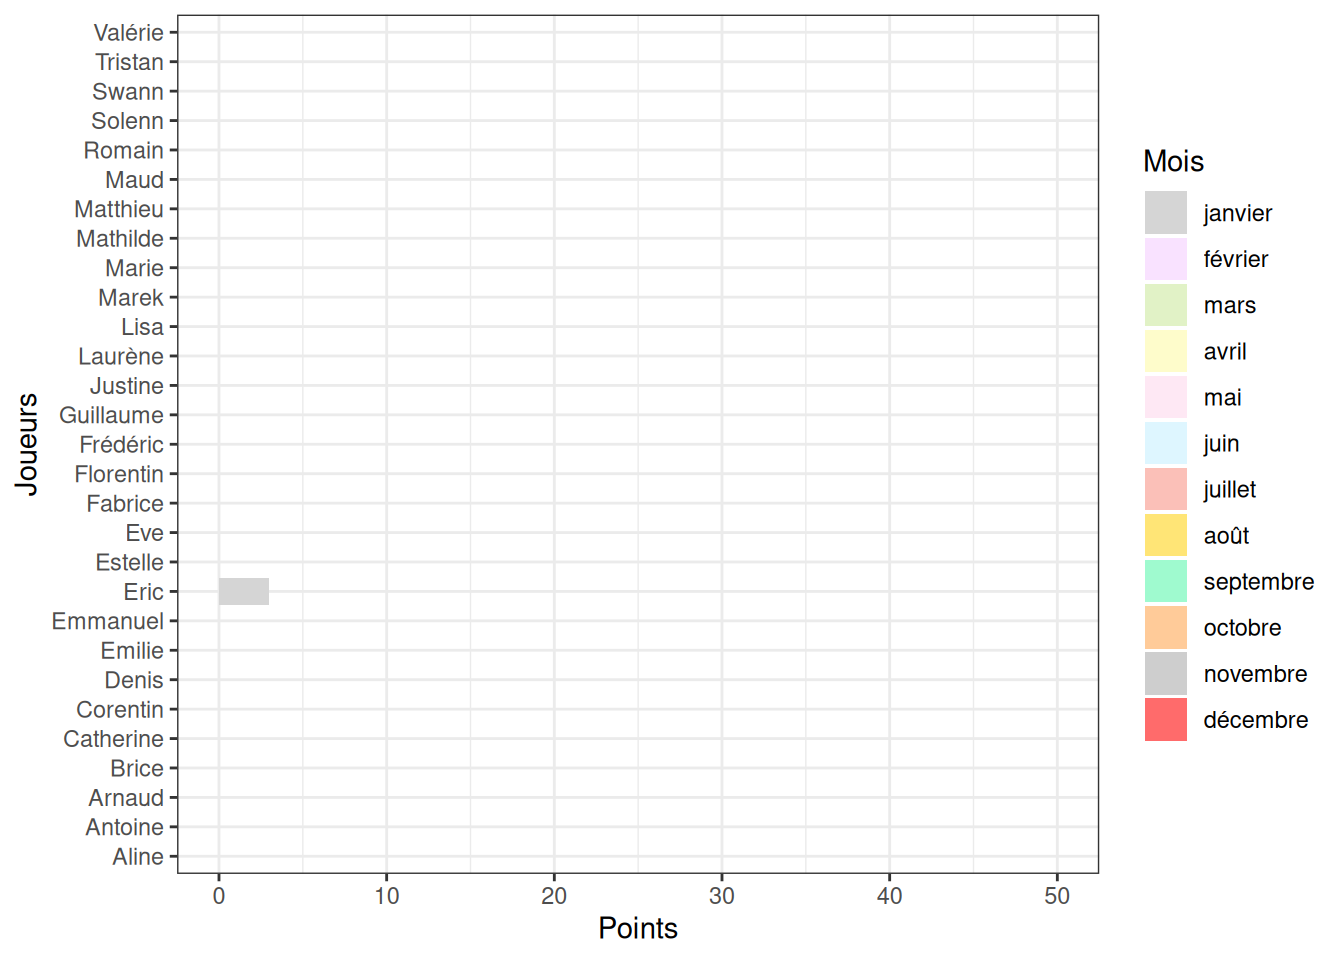 Joueurs
Valérie
Tristan
Swann
Solenn
Romain
Maud
Matthieu
Mathilde
Marie
Marek
Lisa
Laurène
Justine
Guillaume
Frédéric
Florentin
Fabrice
Eve
Estelle
Eric
Emmanuel
Emilie
Denis
Corentin
Catherine
Brice
Arnaud
Antoine
Aline
0 10 20 30 40 50
Points
Mois
janvier
février
mars
avril
mai
juin
juillet
août
septembre
octobre
novembre
décembre